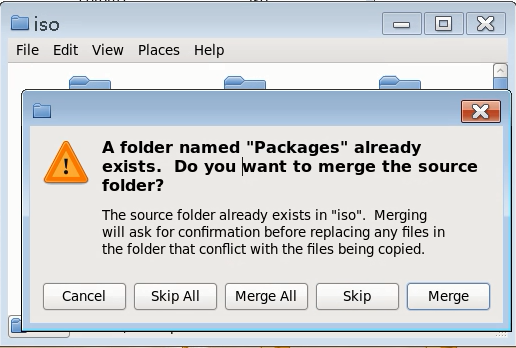 iso
File Edit View Places Help
A folder named "Packages" already
exists.  Do you want to merge the source
folder?
The source folder already exists in "iso".  Merging
will ask for confirmation before replacing any files in
the folder that conflict with the files being copied.
Cancel Skip All Merge All Skip Merge